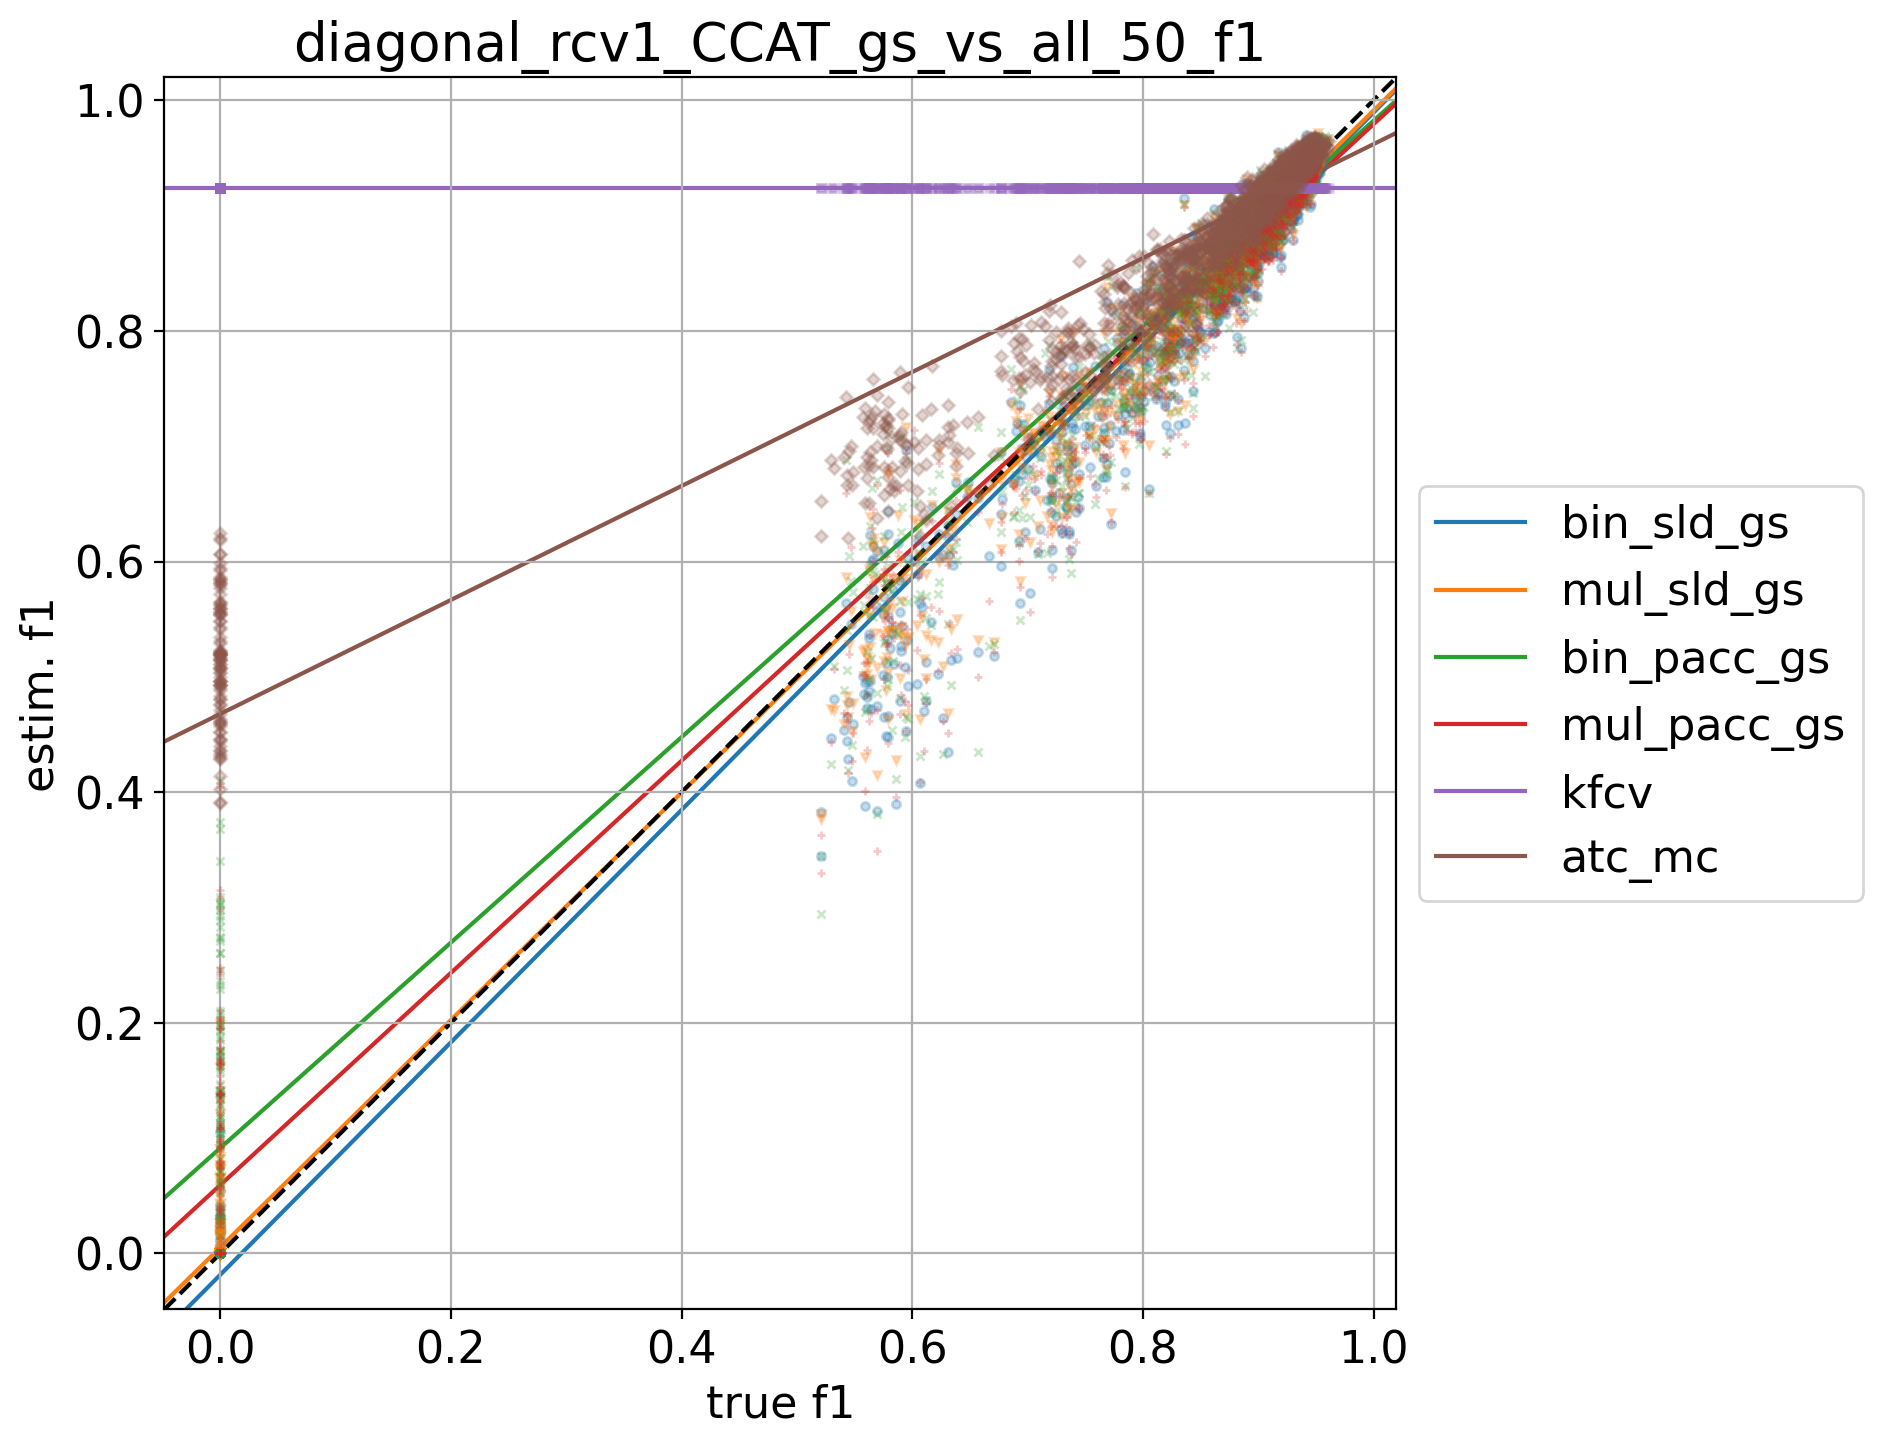 diagonal_rcv1_CCAT_gs_vs_all_50_f1
1.0
0.8
0.6
0.4
0.2
0.0
estim. f1
0.0 0.2 0.4 0.6 0.8 1.0
true f1
bin_sld_gs
mul_sld_gs
bin_pacc_gs
mul_pacc_gs
kfcv
atc_mc